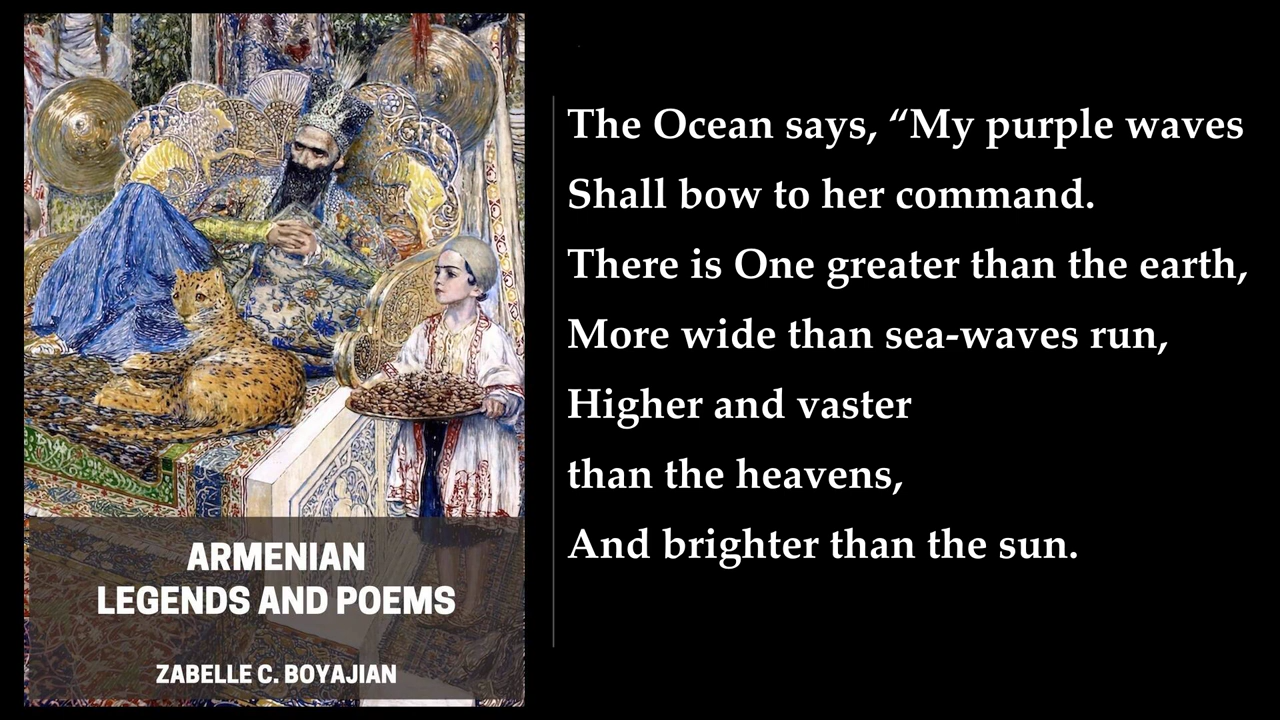 ARMENIAN
LEGENDS AND POEMS
ZABELLE C. BOYAJIAN
The Ocean says, “My purple waves
Shall bow to her command.
There is One greater than the earth,
More wide than sea-waves run,
Higher and vaster
than the heavens,
And brighter than the sun.